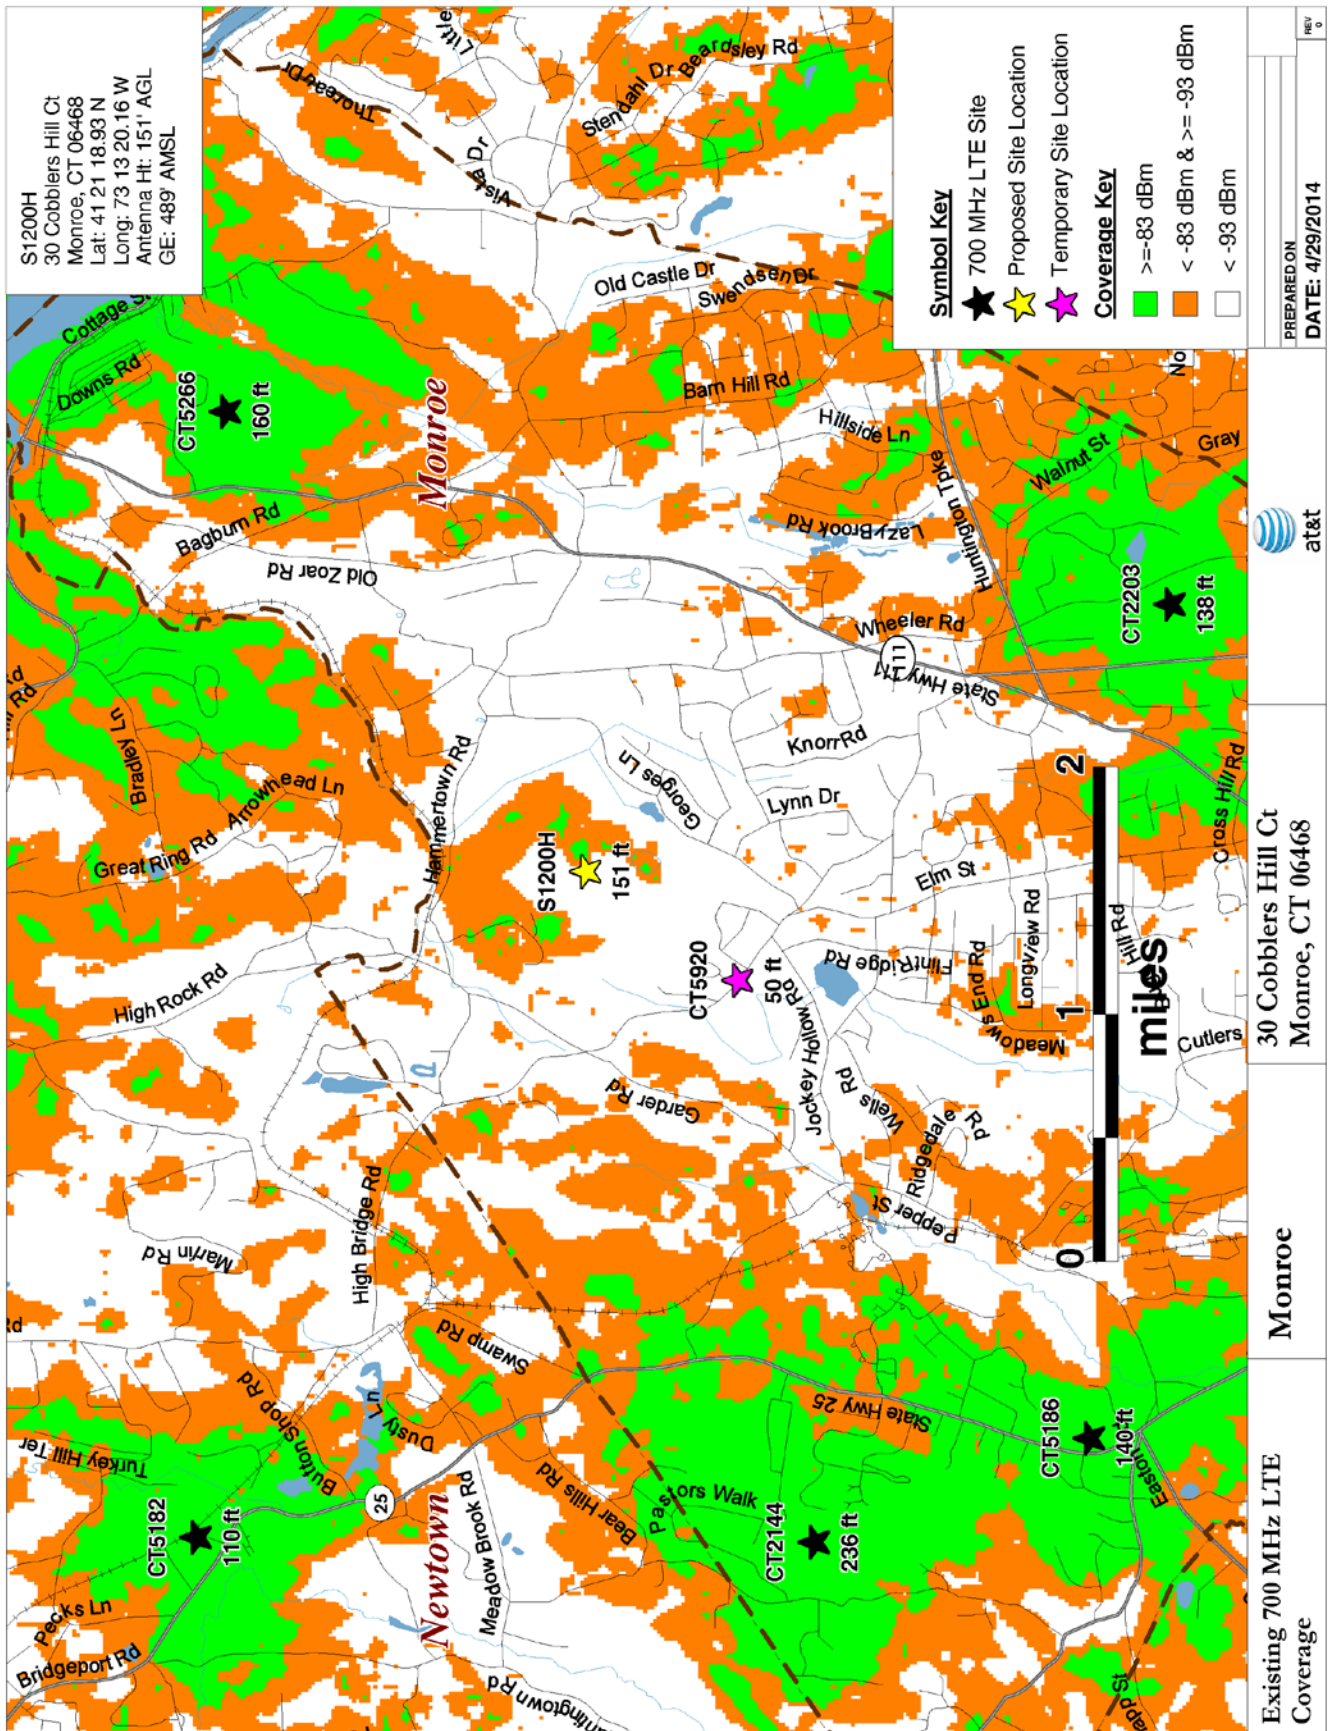 S1200H
30 Cobblers Hill Ct
Monroe, CT 06468
Lat: 41 21 18.93 N
Long: 73 13 20.16 W
Antenna Ht: 151' AGL
GE: 489' AMSL
Symbol Key
700 MHz LTE Site
Proposed Site Location
Temporary Site Location
Coverage Key
>=-83 dBm
< -83 dBm & >= -93 dBm
< -93 dBm
Pecks Ln
Bridgeport Rd
Turkey Hill Ter
CT5182
110 ft
Button Shop Rd
Dusty Ln
25
Newtown
Meadow Brook Rd
Swamp Rd
Bear Hills Rd
Pastors Walk
CT2144
236 ft
State Hwy 25
CT5186
140 ft
Easton
Martin Rd
High Bridge Rd
High Rock Rd
Garder Rd
Great Ring Rd
Bradley Ln
Arrowhead Ln
Hammertown Rd
S1200H
151 ft
CT5920
50 ft
Jockey Hollow Rd
Wells Rd
Ridgedale Rd
Pepper St
Flint Ridge Rd
Meadows End Rd
Longview Rd
Elm St
Georges Ln
Lynn Dr
Knorr Rd
Hill Rd
Cutlers
Cross Hill Rd
Downs Rd
CT5266
160 ft
Bagburn Rd
Old Zoar Rd
Monroe
Thoreau Dr
Vista Dr
Stendahl Dr
Beardsley Rd
Old Castle Dr
Swendsen Dr
Barn Hill Rd
Hillside Ln
Lazy Brook Rd
Huntington Tpke
Wheeler Rd
111
State Hwy 111
Walnut St
Gray
CT2203
138 ft
0
1
2
miles
Existing 700 MHz LTE
Coverage
Monroe
30 Cobblers Hill Ct
Monroe, CT 06468
at&t
PREPARED ON
DATE: 4/29/2014
REV
0